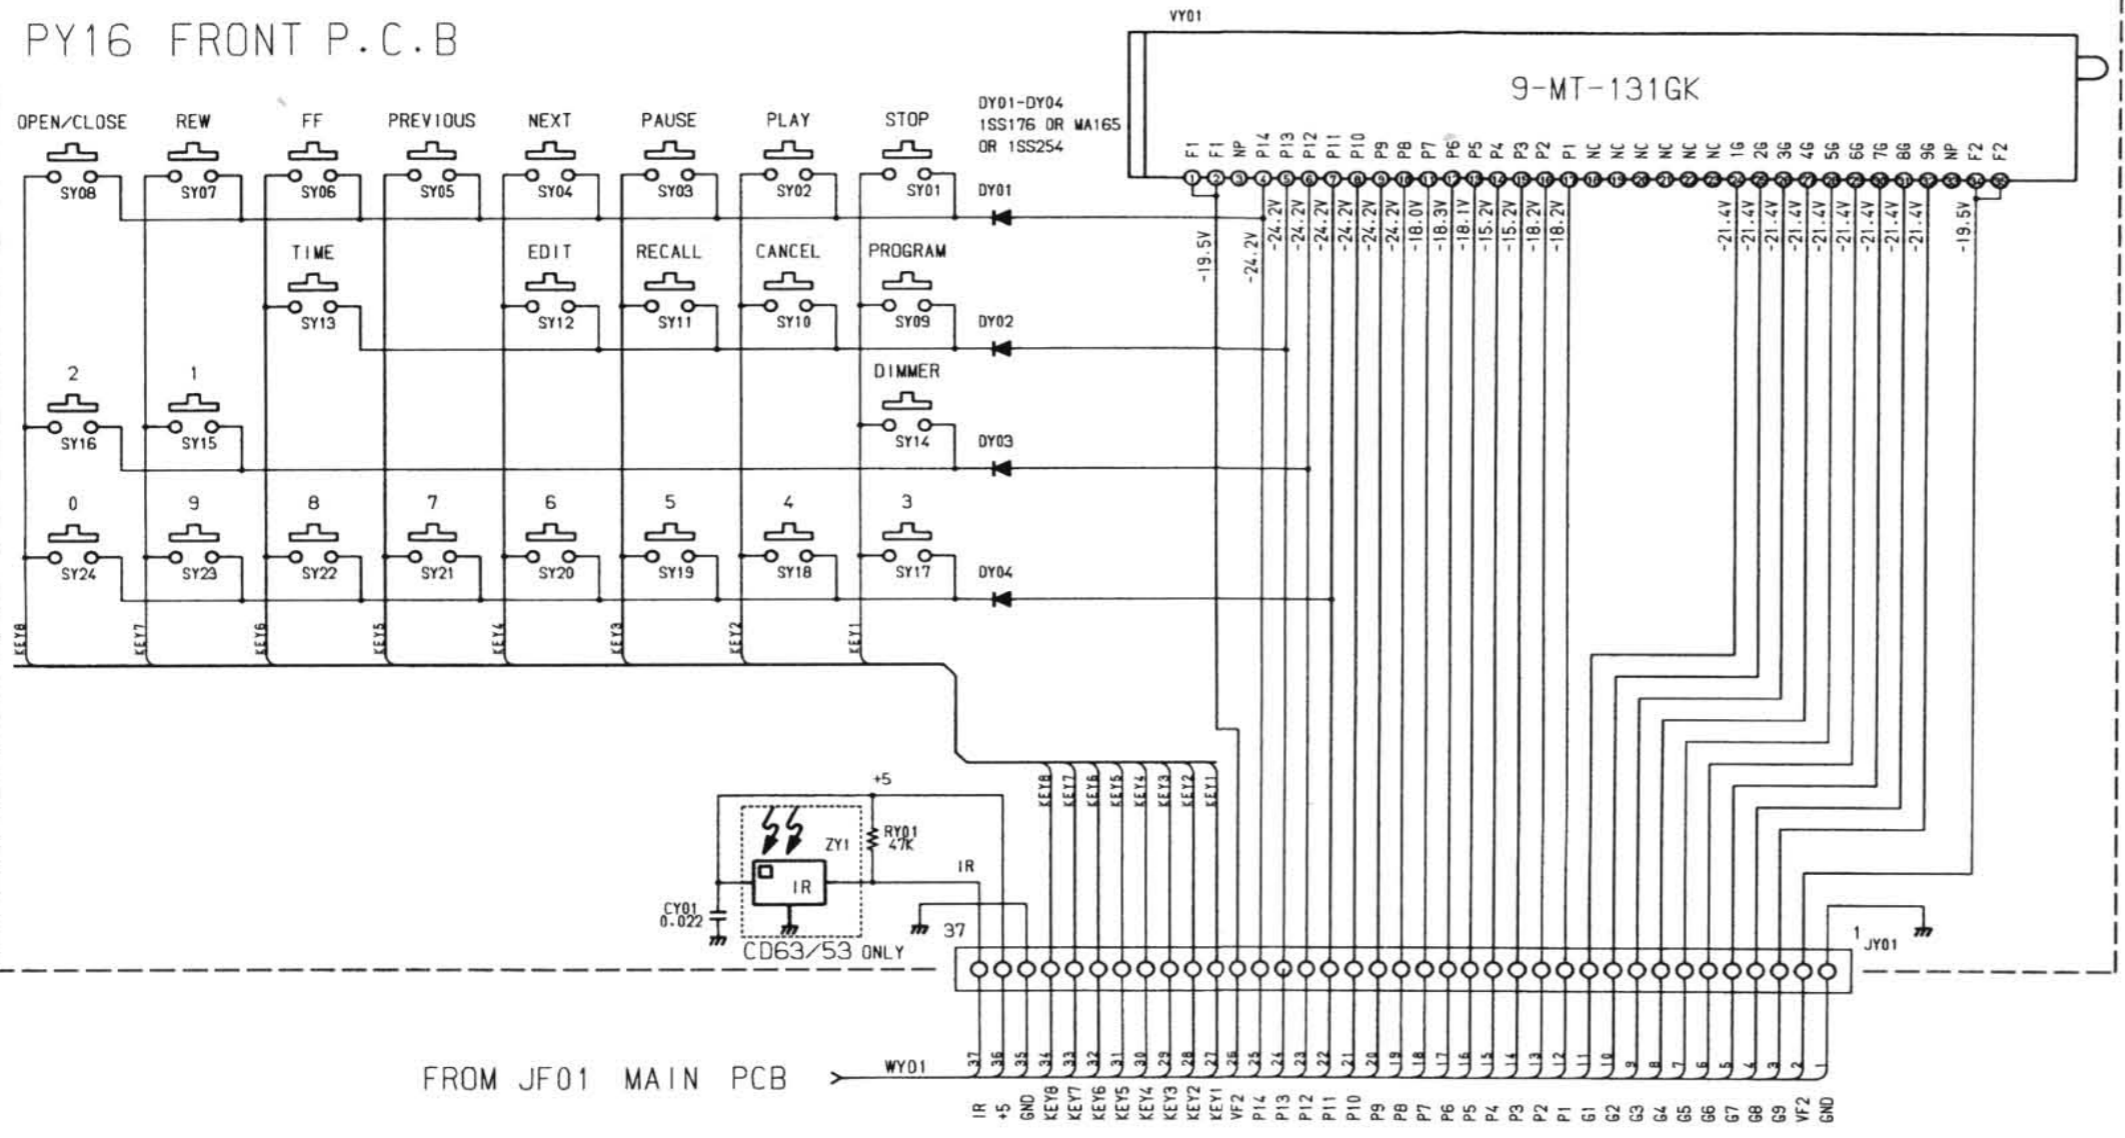 PY16 FRONT P.C.B
VY01
9-MT-131GK
OPEN/CLOSE REW FF PREVIOUS NEXT PAUSE PLAY STOP
DY01-DY04
1SS176 OR MA165
OR 1SS254
F1 F1 NP P14 P13 P12 P11 P10 P9 P8 P7 P6 P5 P4 P3 P2 P1 NC NC NC NC NC NC 1G 2G 3G 4G 5G 6G 7G 8G 9G NP F2 F2
SY08 SY07 SY06 SY05 SY04 SY03 SY02 SY01 DY01
-19.5V -24.2V -24.2V -24.2V -24.2V -24.2V -24.2V -24.2V -18.0V -18.3V -18.1V -15.2V -15.2V -18.2V -18.2V -21.4V -21.4V -21.4V -21.4V -21.4V -21.4V -21.4V -21.4V -21.4V -19.5V
TIME EDIT RECALL CANCEL PROGRAM
SY13 SY12 SY11 SY10 SY09 DY02
2 1 DIMMER
SY16 SY15 SY14 DY03
0 9 8 7 6 5 4 3
SY24 SY23 SY22 SY21 SY20 SY19 SY18 SY17 DY04
KEY8 KEY7 KEY6 KEY5 KEY4 KEY3 KEY2 KEY1
KEY8 KEY7 KEY6 KEY5 KEY4 KEY3 KEY2 KEY1
+5
ZY1
RY01
47K
IR
IR
CY01
0.022
CD63/53 ONLY
37
1
JY01
FROM JF01 MAIN PCB
WY01
37 36 35 34 33 32 31 30 29 28 27 26 25 24 23 22 21 20 19 18 17 16 15 14 13 12 11 10 9 8 7 6 5 4 3 2 1
IR +5 GND KEY8 KEY7 KEY6 KEY5 KEY4 KEY3 KEY2 KEY1 VF2 P14 P13 P12 P11 P10 P9 P8 P7 P6 P5 P4 P3 P2 P1 G1 G2 G3 G4 G5 G6 G7 G8 G9 VF2 GND